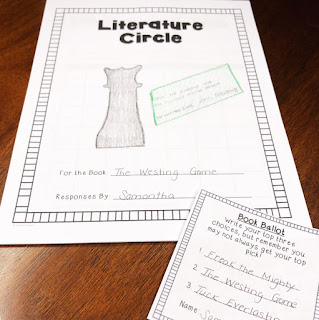 Literature
Circle
For the Book The Westing Game
Responses By: Samantha
Book Ballot
Write your top three
choices, but remember you
may not always get your top
pick!
1. Freak the Mighty
2. The Westing Game
3. Tuck Everlasting
Name